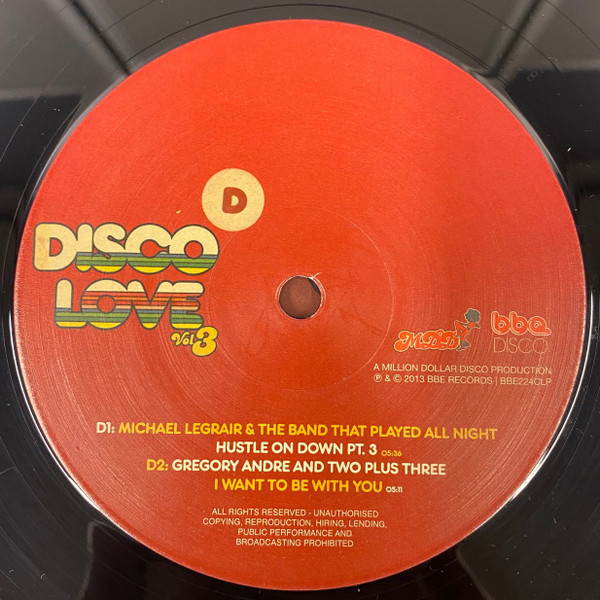 D
DISCO
LOVE
Vol 3
MDD
bbe
DISCO
A MILLION DOLLAR DISCO PRODUCTION
℗ & © 2013 BBE RECORDS | BBE224CLP
D1: MICHAEL LEGRAIR & THE BAND THAT PLAYED ALL NIGHT
HUSTLE ON DOWN PT. 3 05:36
D2: GREGORY ANDRE AND TWO PLUS THREE
I WANT TO BE WITH YOU 05:11
ALL RIGHTS RESERVED - UNAUTHORISED
COPYING, REPRODUCTION, HIRING, LENDING,
PUBLIC PERFORMANCE AND
BROADCASTING PROHIBITED